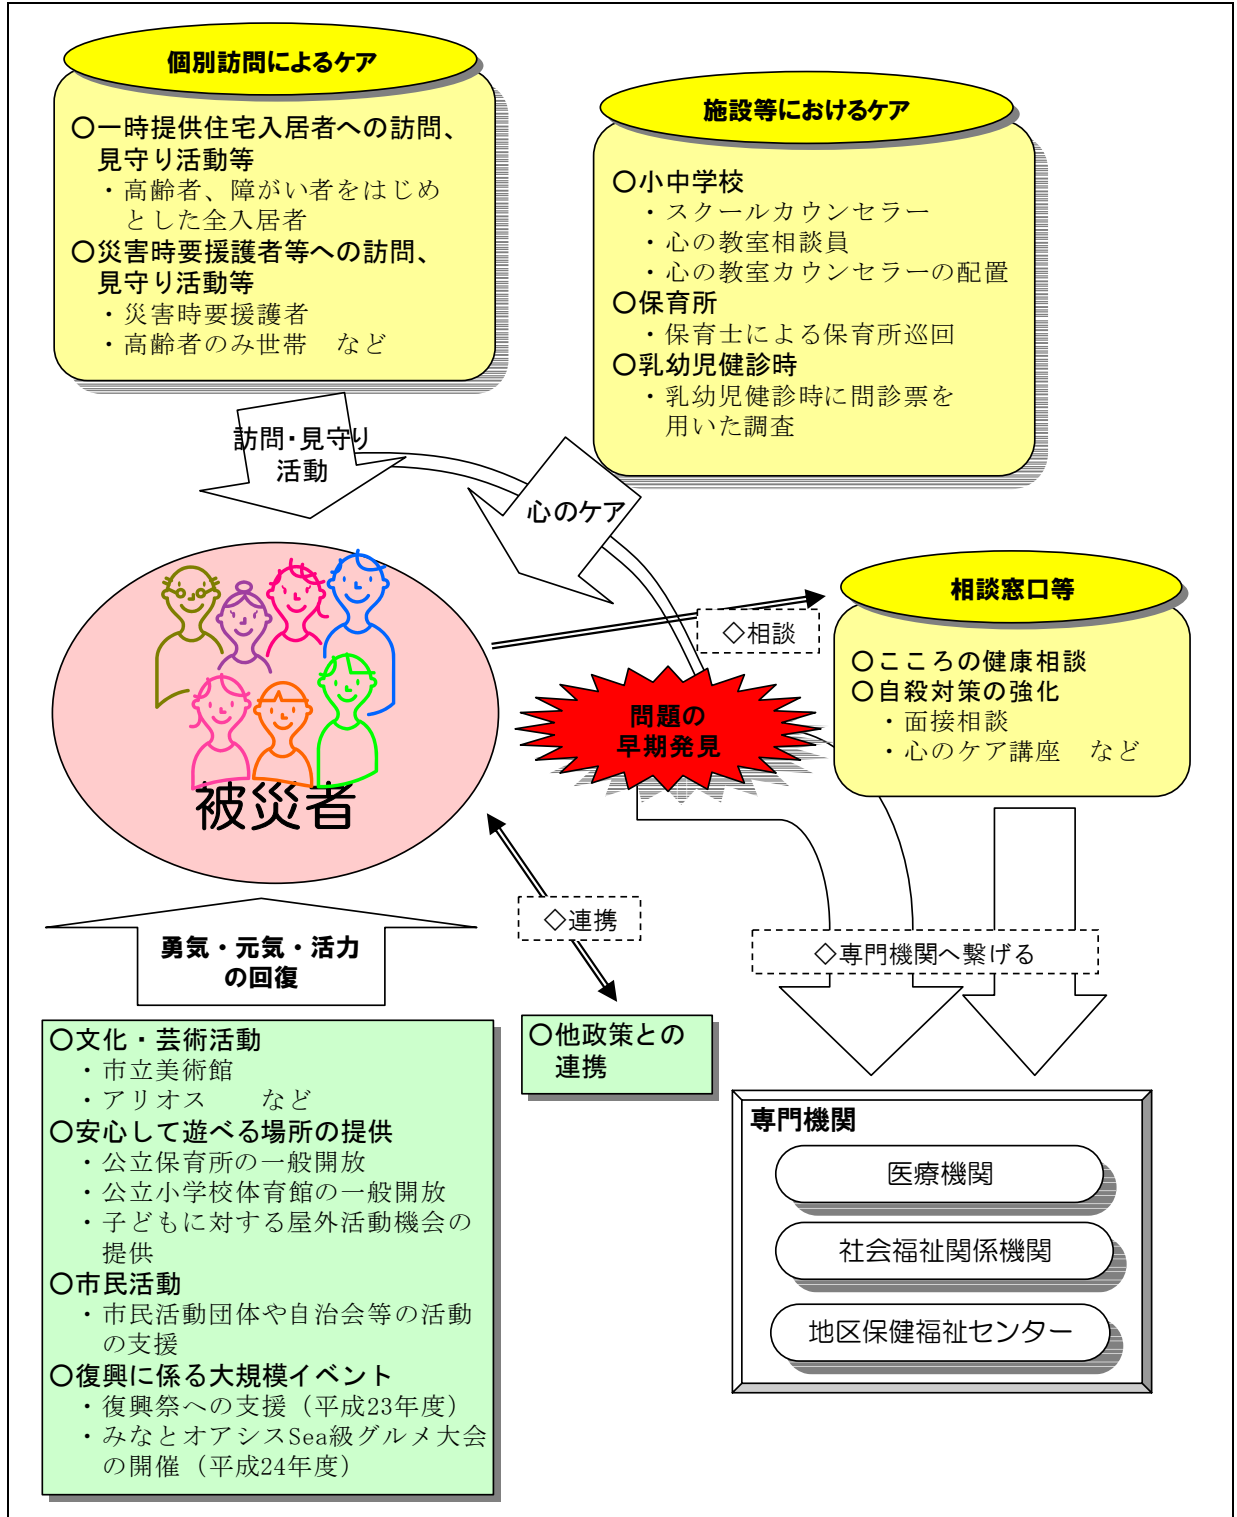 個別訪問によるケア
〇一時提供住宅入居者への訪問、
見守り活動等
・高齢者、障がい者をはじめ
とした全入居者
〇災害時要援護者等への訪問、
見守り活動等
・災害時要援護者
・高齢者のみ世帯　など
施設等におけるケア
〇小中学校
・スクールカウンセラー
・心の教室相談員
・心の教室カウンセラーの配置
〇保育所
・保育士による保育所巡回
〇乳幼児健診時
・乳幼児健診時に問診票を
用いた調査
訪問・見守り
活動
心のケア
被災者
◇相談
相談窓口等
〇こころの健康相談
〇自殺対策の強化
・面接相談
・心のケア講座　など
問題の
早期発見
◇連携
◇専門機関へ繋げる
勇気・元気・活力
の回復
〇文化・芸術活動
・市立美術館
・アリオス　　など
〇安心して遊べる場所の提供
・公立保育所の一般開放
・公立小学校体育館の一般開放
・子どもに対する屋外活動機会の
提供
〇市民活動
・市民活動団体や自治会等の活動
の支援
〇復興に係る大規模イベント
・復興祭への支援（平成23年度）
・みなとオアシスSea級グルメ大会
の開催（平成24年度）
〇他政策との
連携
専門機関
医療機関
社会福祉関係機関
地区保健福祉センター